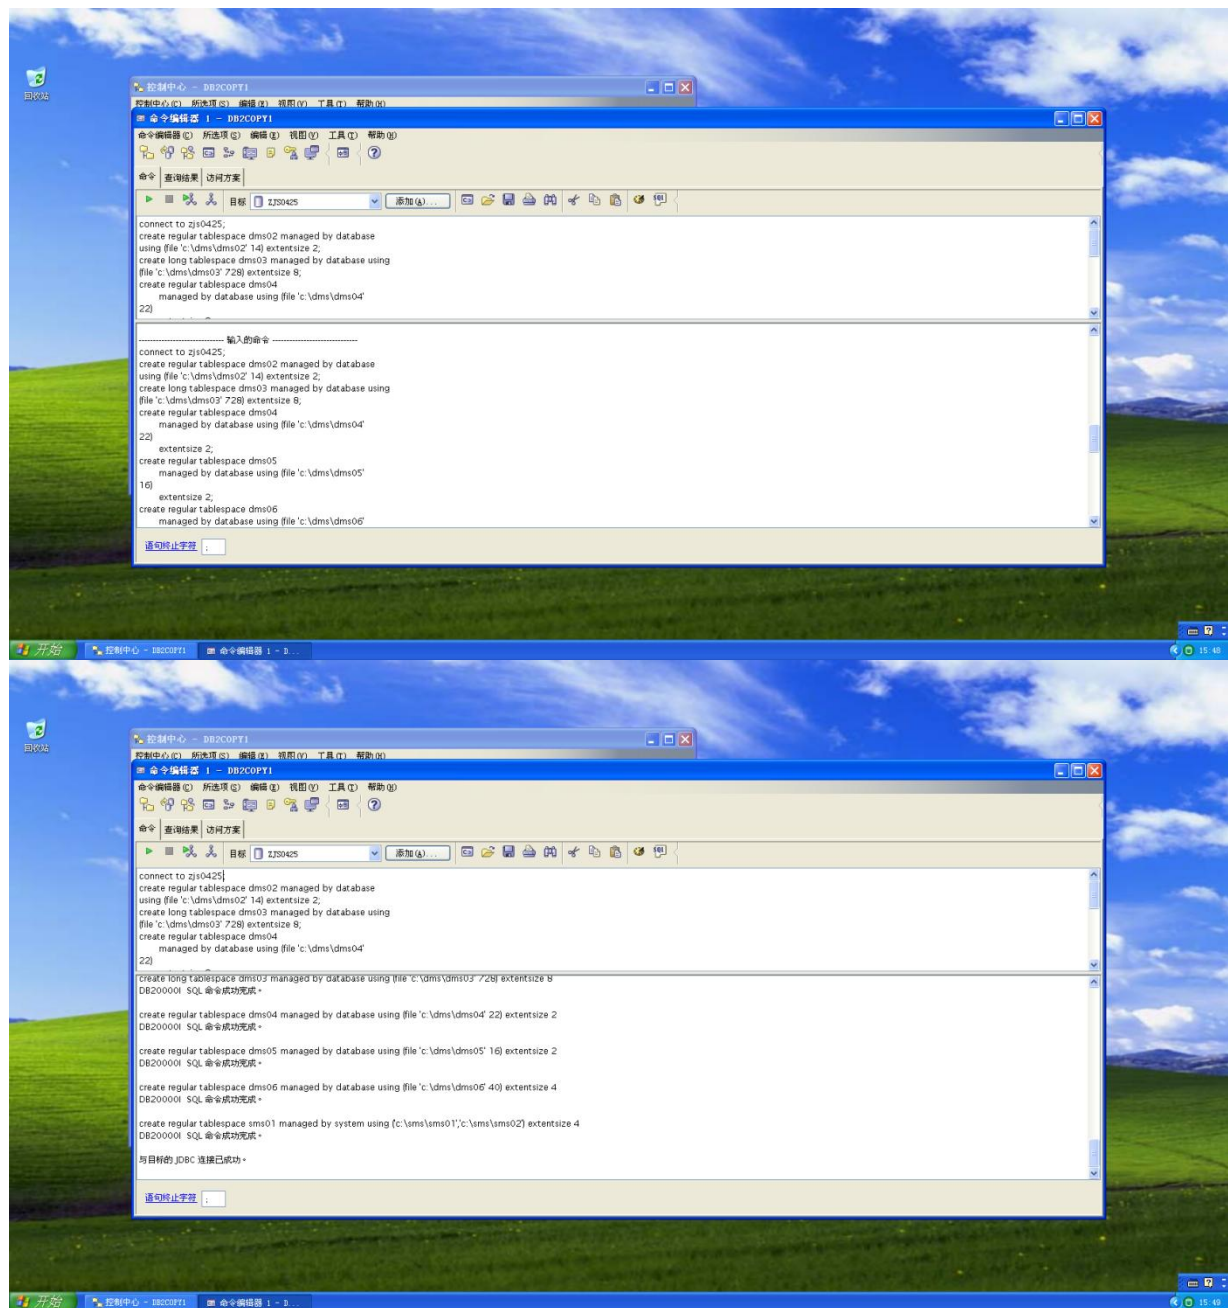 回收站
控制中心 - DB2COPY1
控制中心(C) 所选项(S) 编辑(E) 视图(V) 工具(T) 帮助(H)
命令编辑器 1 - DB2COPY1
命令编辑器(C) 所选项(S) 编辑(E) 视图(V) 工具(T) 帮助(H)
命令 查询结果 访问方案
目标 ZJS0425 添加(A)...
connect to zjs0425;
create regular tablespace dms02 managed by database
using (file 'c:\dms\dms02' 14) extentsize 2;
create long tablespace dms03 managed by database using
(file 'c:\dms\dms03' 728) extentsize 8;
create regular tablespace dms04
managed by database using (file 'c:\dms\dms04'
22)
------------------------------ 输入的命令 ------------------------------
connect to zjs0425;
create regular tablespace dms02 managed by database
using (file 'c:\dms\dms02' 14) extentsize 2;
create long tablespace dms03 managed by database using
(file 'c:\dms\dms03' 728) extentsize 8;
create regular tablespace dms04
managed by database using (file 'c:\dms\dms04'
22)
extentsize 2;
create regular tablespace dms05
managed by database using (file 'c:\dms\dms05'
16)
extentsize 2;
create regular tablespace dms06
managed by database using (file 'c:\dms\dms06'
语句终止字符 ;
开始 控制中心 - DB2COPY1 命令编辑器 1 - D... 15:48
回收站
控制中心 - DB2COPY1
控制中心(C) 所选项(S) 编辑(E) 视图(V) 工具(T) 帮助(H)
命令编辑器 1 - DB2COPY1
命令编辑器(C) 所选项(S) 编辑(E) 视图(V) 工具(T) 帮助(H)
命令 查询结果 访问方案
目标 ZJS0425 添加(A)...
connect to zjs0425;
create regular tablespace dms02 managed by database
using (file 'c:\dms\dms02' 14) extentsize 2;
create long tablespace dms03 managed by database using
(file 'c:\dms\dms03' 728) extentsize 8;
create regular tablespace dms04
managed by database using (file 'c:\dms\dms04'
22)
create long tablespace dms03 managed by database using (file 'c:\dms\dms03' 728) extentsize 8
DB20000I SQL 命令成功完成。
create regular tablespace dms04 managed by database using (file 'c:\dms\dms04' 22) extentsize 2
DB20000I SQL 命令成功完成。
create regular tablespace dms05 managed by database using (file 'c:\dms\dms05' 16) extentsize 2
DB20000I SQL 命令成功完成。
create regular tablespace dms06 managed by database using (file 'c:\dms\dms06' 40) extentsize 4
DB20000I SQL 命令成功完成。
create regular tablespace sms01 managed by system using ('c:\sms\sms01','c:\sms\sms02') extentsize 4
DB20000I SQL 命令成功完成。
与目标的 JDBC 连接已成功。
语句终止字符 ;
开始 控制中心 - DB2COPY1 命令编辑器 1 - D... 15:49